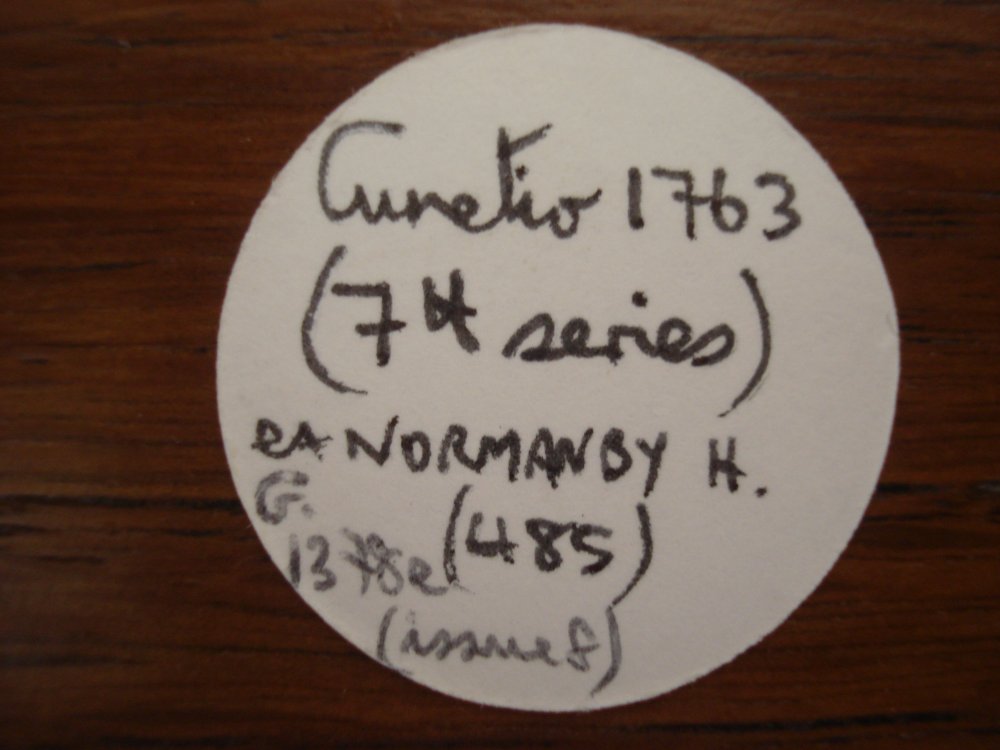 Cunetio 1763
(7th series)
ex NORMANBY H.
G. (485)
1378e
(issue 8)